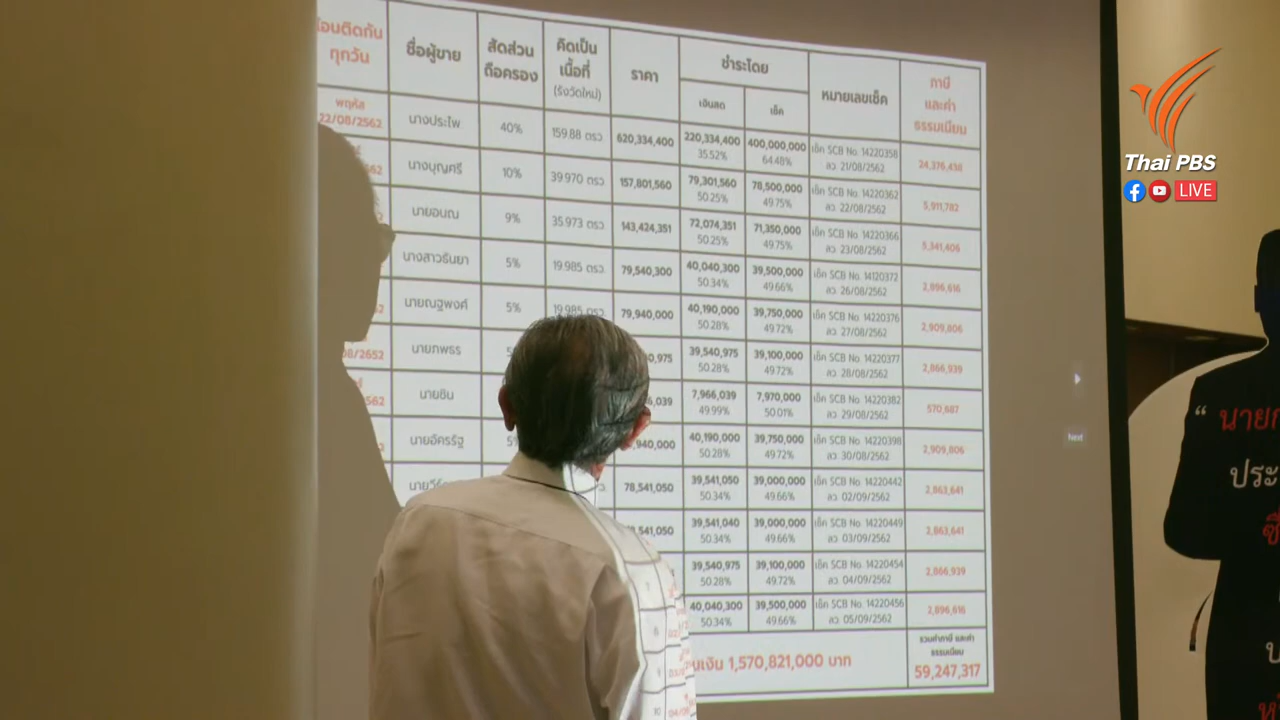 โอนติดกัน
ทุกวัน
ชื่อผู้ขาย
สัดส่วน
ถือครอง
คิดเป็น
เนื้อที่
(รังวัดใหม่)
ราคา
ชำระโดย
เงินสด
เช็ค
หมายเลขเช็ค
ภาษี
และค่า
ธรรมเนียม
พฤหัส
22/08/2562
นางประไพ
40%
159.88 ตรว
620,334,400
220,334,400
35.52%
400,000,000
64.48%
เช็ค SCB No. 14220358
ลว 21/08/2562
24,376,438
นางบุญศรี
10%
39.970 ตรว
157,801,560
79,301,560
50.25%
78,500,000
49.75%
เช็ค SCB No. 14220362
ลว 22/08/2562
5,911,782
นายอนณ
9%
35.973 ตรว
143,424,351
72,074,351
50.25%
71,350,000
49.75%
เช็ค SCB No. 14220366
ลว 23/08/2562
5,341,406
นางสาวธันยา
5%
19.985 ตรว
79,540,300
40,040,300
50.34%
39,500,000
49.66%
เช็ค SCB No. 14120372
ลว 26/08/2562
2,896,616
นายณฐพงศ์
5%
19.985 ตรว
79,940,000
40,190,000
50.28%
39,750,000
49.72%
เช็ค SCB No. 14220376
ลว 27/08/2562
2,909,806
08/2652
นายภพธร
39,540,975
50.28%
39,100,000
49.72%
เช็ค SCB No. 14220377
ลว 28/08/2562
2,866,939
นายชิน
7,966,039
49.99%
7,970,000
50.01%
เช็ค SCB No. 14220382
ลว 29/08/2562
570,687
นายอัครรัฐ
40,190,000
50.28%
39,750,000
49.72%
เช็ค SCB No. 14220398
ลว 30/08/2562
2,909,806
78,541,050
39,541,050
50.34%
39,000,000
49.66%
เช็ค SCB No. 14220442
ลว 02/09/2562
2,863,641
39,541,040
50.34%
39,000,000
49.66%
เช็ค SCB No. 14220449
ลว 03/09/2562
2,863,641
39,540,975
50.28%
39,100,000
49.72%
เช็ค SCB No. 14220454
ลว 04/09/2562
2,866,939
40,040,300
50.34%
39,500,000
49.66%
เช็ค SCB No. 14220456
ลว 05/09/2562
2,896,616
นเงิน 1,570,821,000 บาท
รวมค่าภาษี และค่า
ธรรมเนียม
59,247,317
Next
Thai PBS
LIVE
“ นายก
ประ